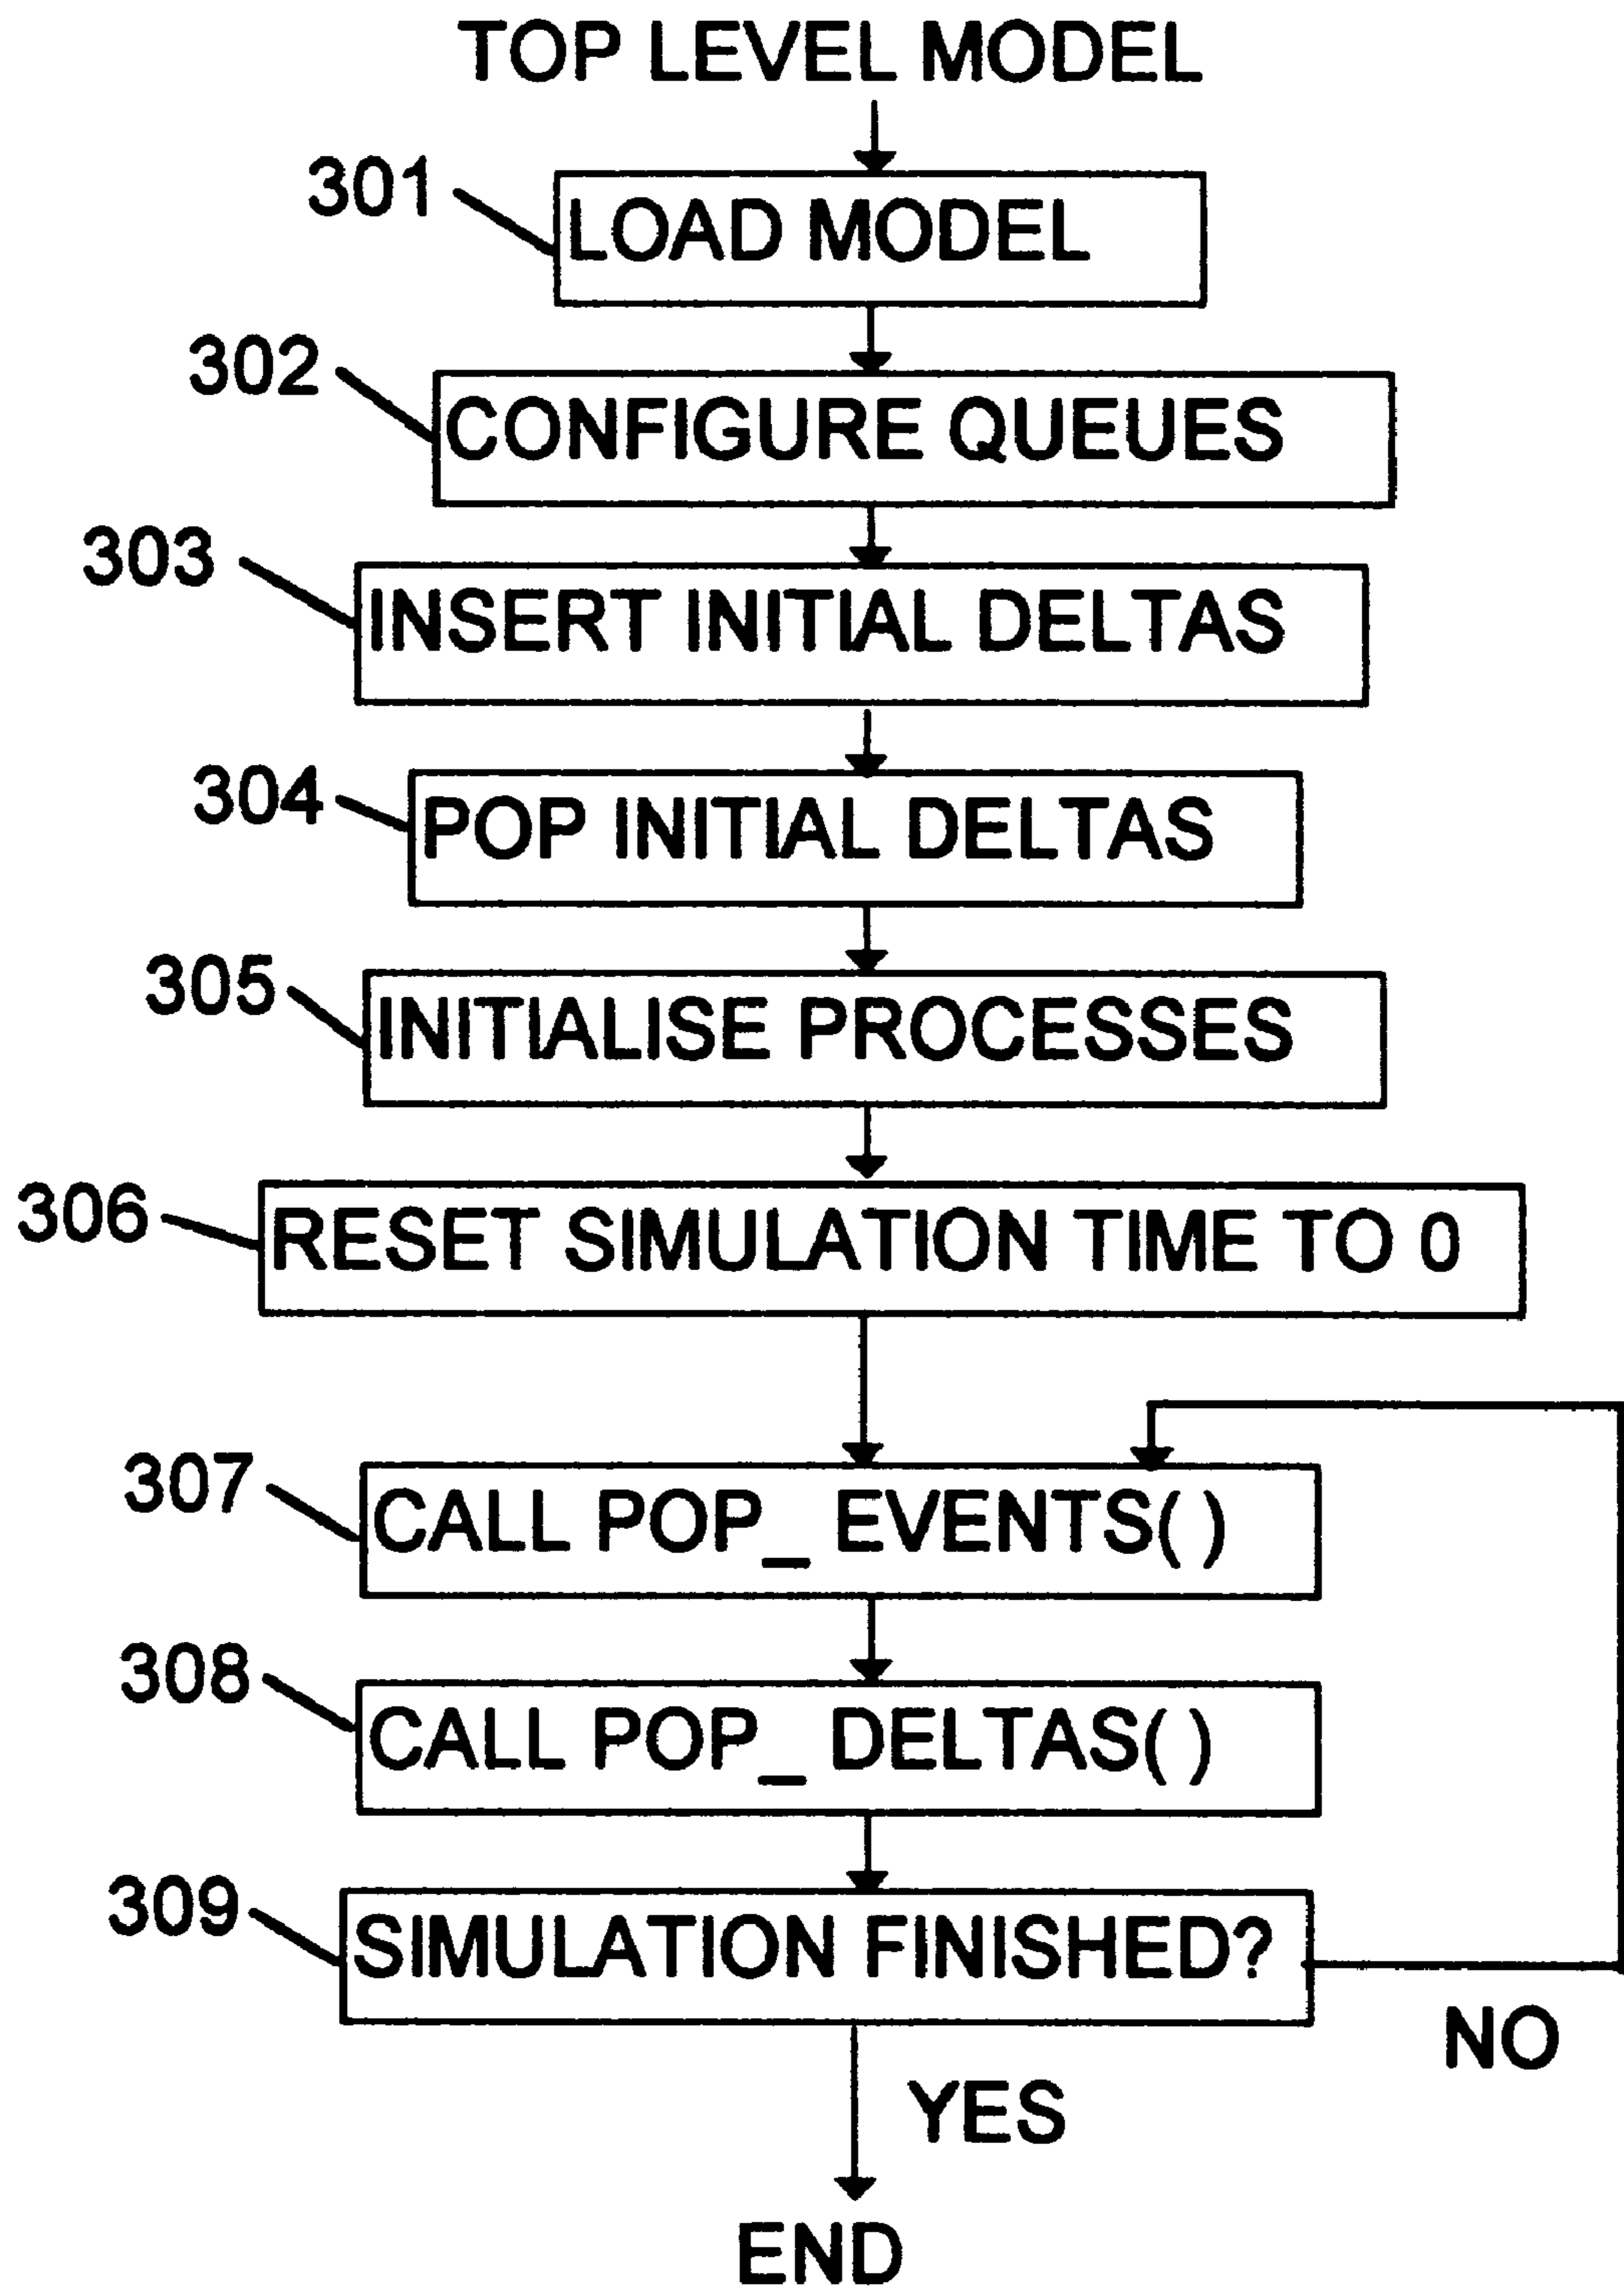 TOP LEVEL MODEL
301
LOAD MODEL
302
CONFIGURE QUEUES
303
INSERT INITIAL DELTAS
304
POP INITIAL DELTAS
305
INITIALISE PROCESSES
306
RESET SIMULATION TIME TO 0
307
CALL POP_ EVENTS( )
308
CALL POP_ DELTAS( )
309
SIMULATION FINISHED?
NO
YES
END